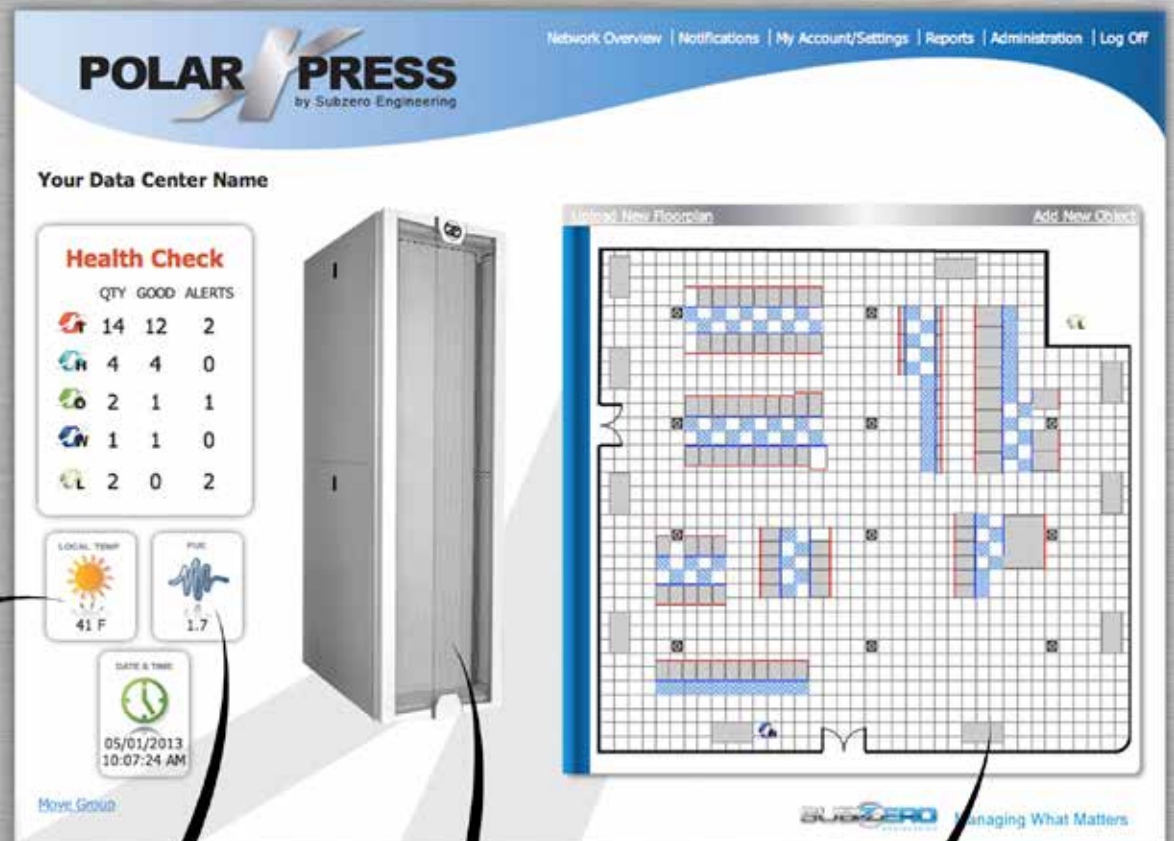 Network Overview | Notifications | My Account/Settings | Reports | Administration | Log Off
POLAR XPRESS
by Subzero Engineering
Your Data Center Name
Health Check
QTY GOOD ALERTS
T 14 12 2
H 4 4 0
O 2 1 1
N 1 1 0
L 2 0 2
LOCAL TEMP
41 F
PUE
1.7
DATE & TIME
05/01/2013
10:07:24 AM
Move Group
Upload New Floorplan
Add New Object
L
N
SUBZERO
ENGINEERING
Managing What Matters